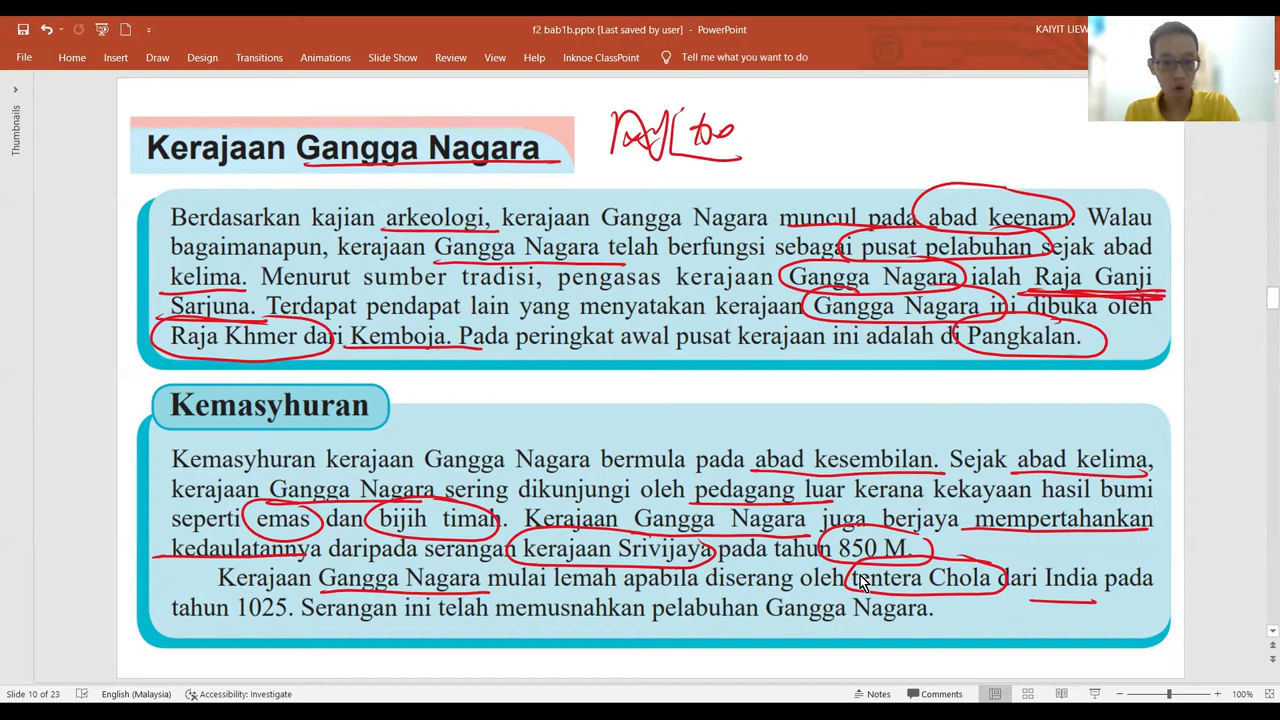 f2 bab1b.pptx [Last saved by user] - PowerPoint
KAIYIT LIEW
File Home Insert Draw Design Transitions Animations Slide Show Review View Help Inknoe ClassPoint Tell me what you want to do
Thumbnails
Kerajaan Gangga Nagara
Berdasarkan kajian arkeologi, kerajaan Gangga Nagara muncul pada abad keenam. Walau
bagaimanapun, kerajaan Gangga Nagara telah berfungsi sebagai pusat pelabuhan sejak abad
kelima. Menurut sumber tradisi, pengasas kerajaan Gangga Nagara ialah Raja Ganji
Sarjuna. Terdapat pendapat lain yang menyatakan kerajaan Gangga Nagara ini dibuka oleh
Raja Khmer dari Kemboja. Pada peringkat awal pusat kerajaan ini adalah di Pangkalan.
Kemasyhuran
Kemasyhuran kerajaan Gangga Nagara bermula pada abad kesembilan. Sejak abad kelima,
kerajaan Gangga Nagara sering dikunjungi oleh pedagang luar kerana kekayaan hasil bumi
seperti emas dan bijih timah. Kerajaan Gangga Nagara juga berjaya mempertahankan
kedaulatannya daripada serangan kerajaan Srivijaya pada tahun 850 M.
Kerajaan Gangga Nagara mulai lemah apabila diserang oleh tentera Chola dari India pada
tahun 1025. Serangan ini telah memusnahkan pelabuhan Gangga Nagara.
Slide 10 of 23 English (Malaysia) Accessibility: Investigate Notes Comments 100%